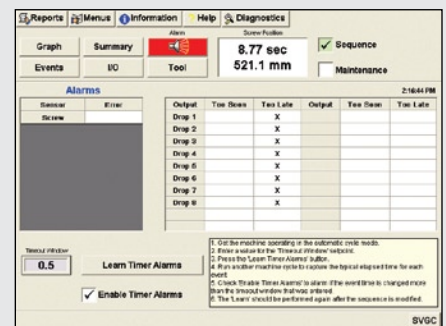 Reports Menus Information Help Diagnostics
Alarm
Screw Position
Graph Summary
8.77 sec
521.1 mm
Sequence
Events I/O Tool
Maintenance
Alarms
2:16:44 PM
Sensor Error Output Too Soon Too Late Output Too Soon Too Late
Screw Drop 1 X
Drop 2 X
Drop 3 X
Drop 4 X
Drop 5 X
Drop 6 X
Drop 7 X
Drop 8 X
Timeout Window
0.5
Learn Timer Alarms
Enable Timer Alarms
1. Get the machine operating in the automatic cycle mode.
2. Enter a value for the 'Timeout Window' setpoint.
3. Press the 'Learn Timer Alarms' button.
4. Run another machine cycle to capture the typical elapsed time for each
event.
5. Check 'Enable Timer Alarms' to alarm if the event time is changed more
than the timeout window that was entered.
6. The 'Learn' should be performed again after the sequence is modified.
SVGC